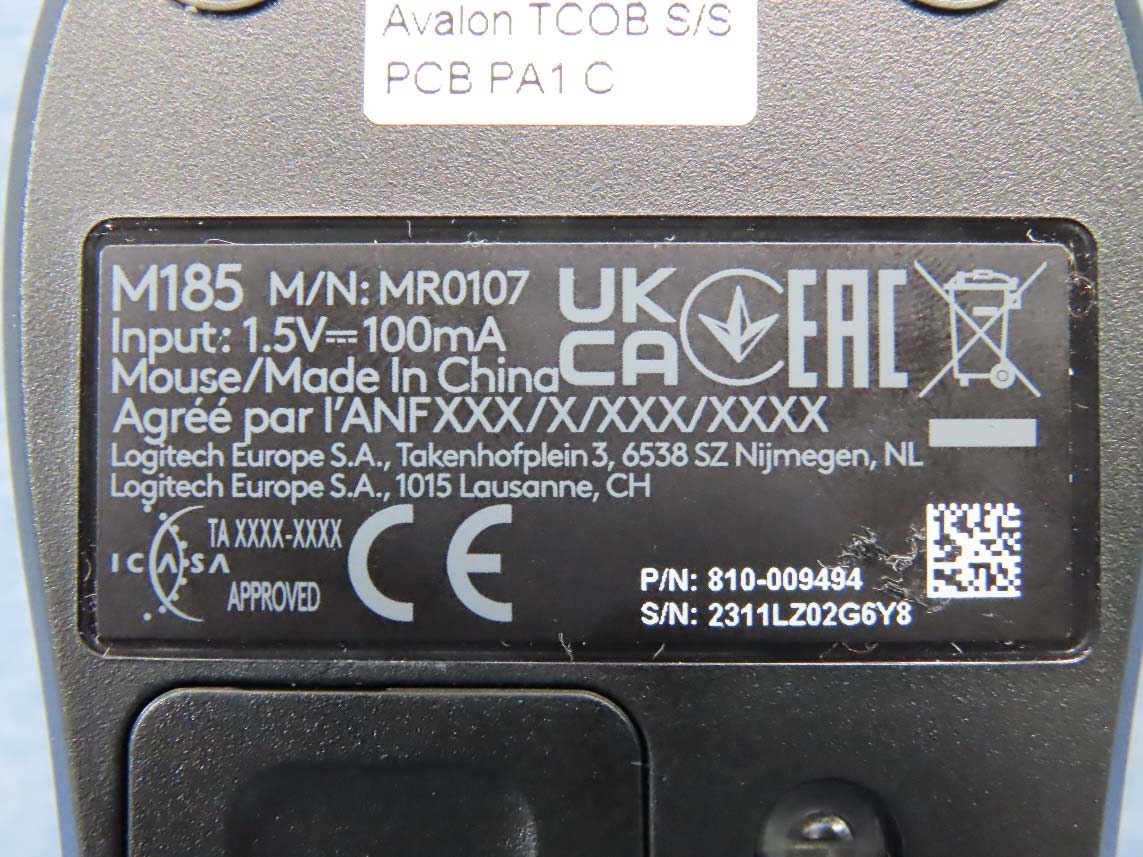 Avalon TCOB S/S
PCB PA1 C
M185 M/N: MR0107
Input: 1.5V⎓100mA
Mouse/Made In China
UK
CA
EAC
Agréé par l'ANFXXX/X/XXX/XXXX
Logitech Europe S.A., Takenhofplein 3, 6538 SZ Nijmegen, NL
Logitech Europe S.A., 1015 Lausanne, CH
TA XXXX-XXXX
ICASA
APPROVED
CE
P/N: 810-009494
S/N: 2311LZ02G6Y8